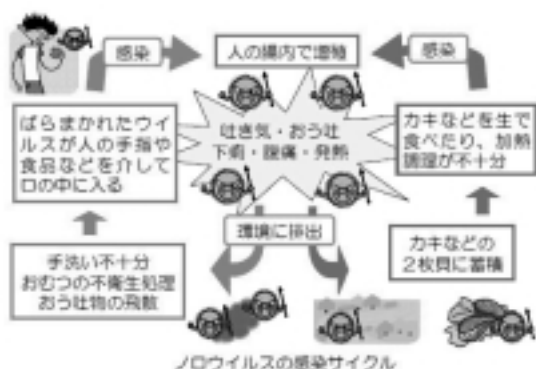 感染
人の腸内で増殖
感染
ばらまかれたウイ
ルスが人の手指や
食品などを介して
口の中に入る
吐き気・おう吐
下痢・腹痛・発熱
カキなどを生で
食べたり、加熱
調理が不十分
環境に排出
手洗い不十分
おむつの不衛生処理
おう吐物の飛散
カキなどの
2枚貝に蓄積
ノロウイルスの感染サイクル